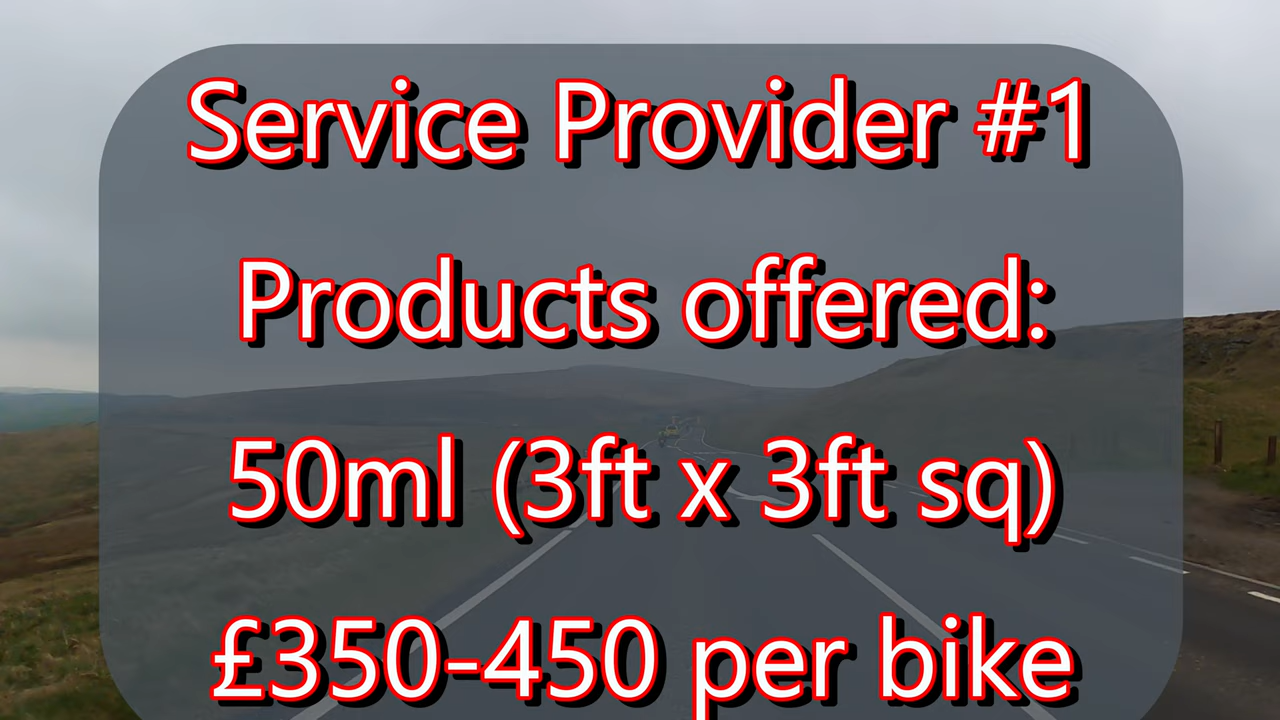 Service Provider #1
Products offered:
50ml (3ft x 3ft sq)
£350-450 per bike